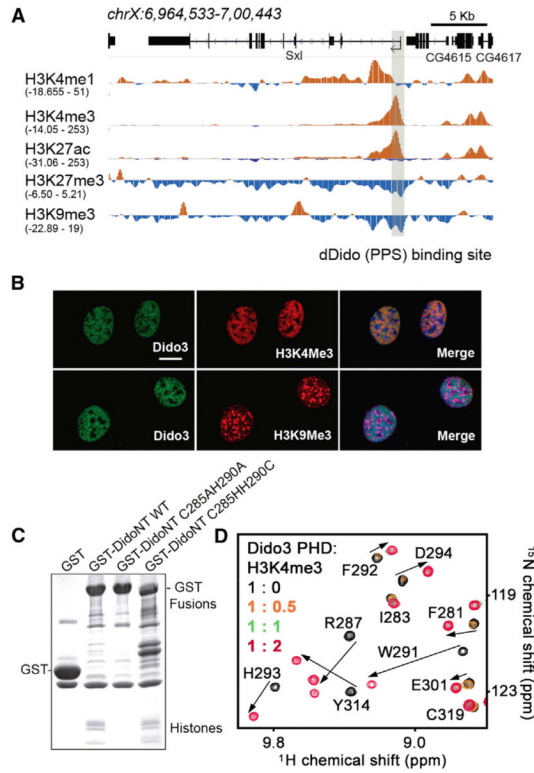 A
chrX:6,964,533-7,00,443
5 Kb
Sxl
CG4615 CG4617
H3K4me1
(-18.655 - 51)
H3K4me3
(-14.05 - 253)
H3K27ac
(-31.06 - 253)
H3K27me3
(-6.50 - 5.21)
H3K9me3
(-22.89 - 19)
dDido (PPS) binding site
B
Dido3
H3K4Me3
Merge
Dido3
H3K9Me3
Merge
C
GST
GST-DidoNT WT
GST-DidoNT C285AH290A
GST-DidoNT C285HH290C
- GST
Fusions
GST-
Histones
D
Dido3 PHD:
H3K4me3
1 : 0
1 : 0.5
1 : 1
1 : 2
F292
D294
I283
F281
R287
W291
H293
Y314
E301
C319
119
123
15N chemical shift (ppm)
9.8
9.0
1H chemical shift (ppm)